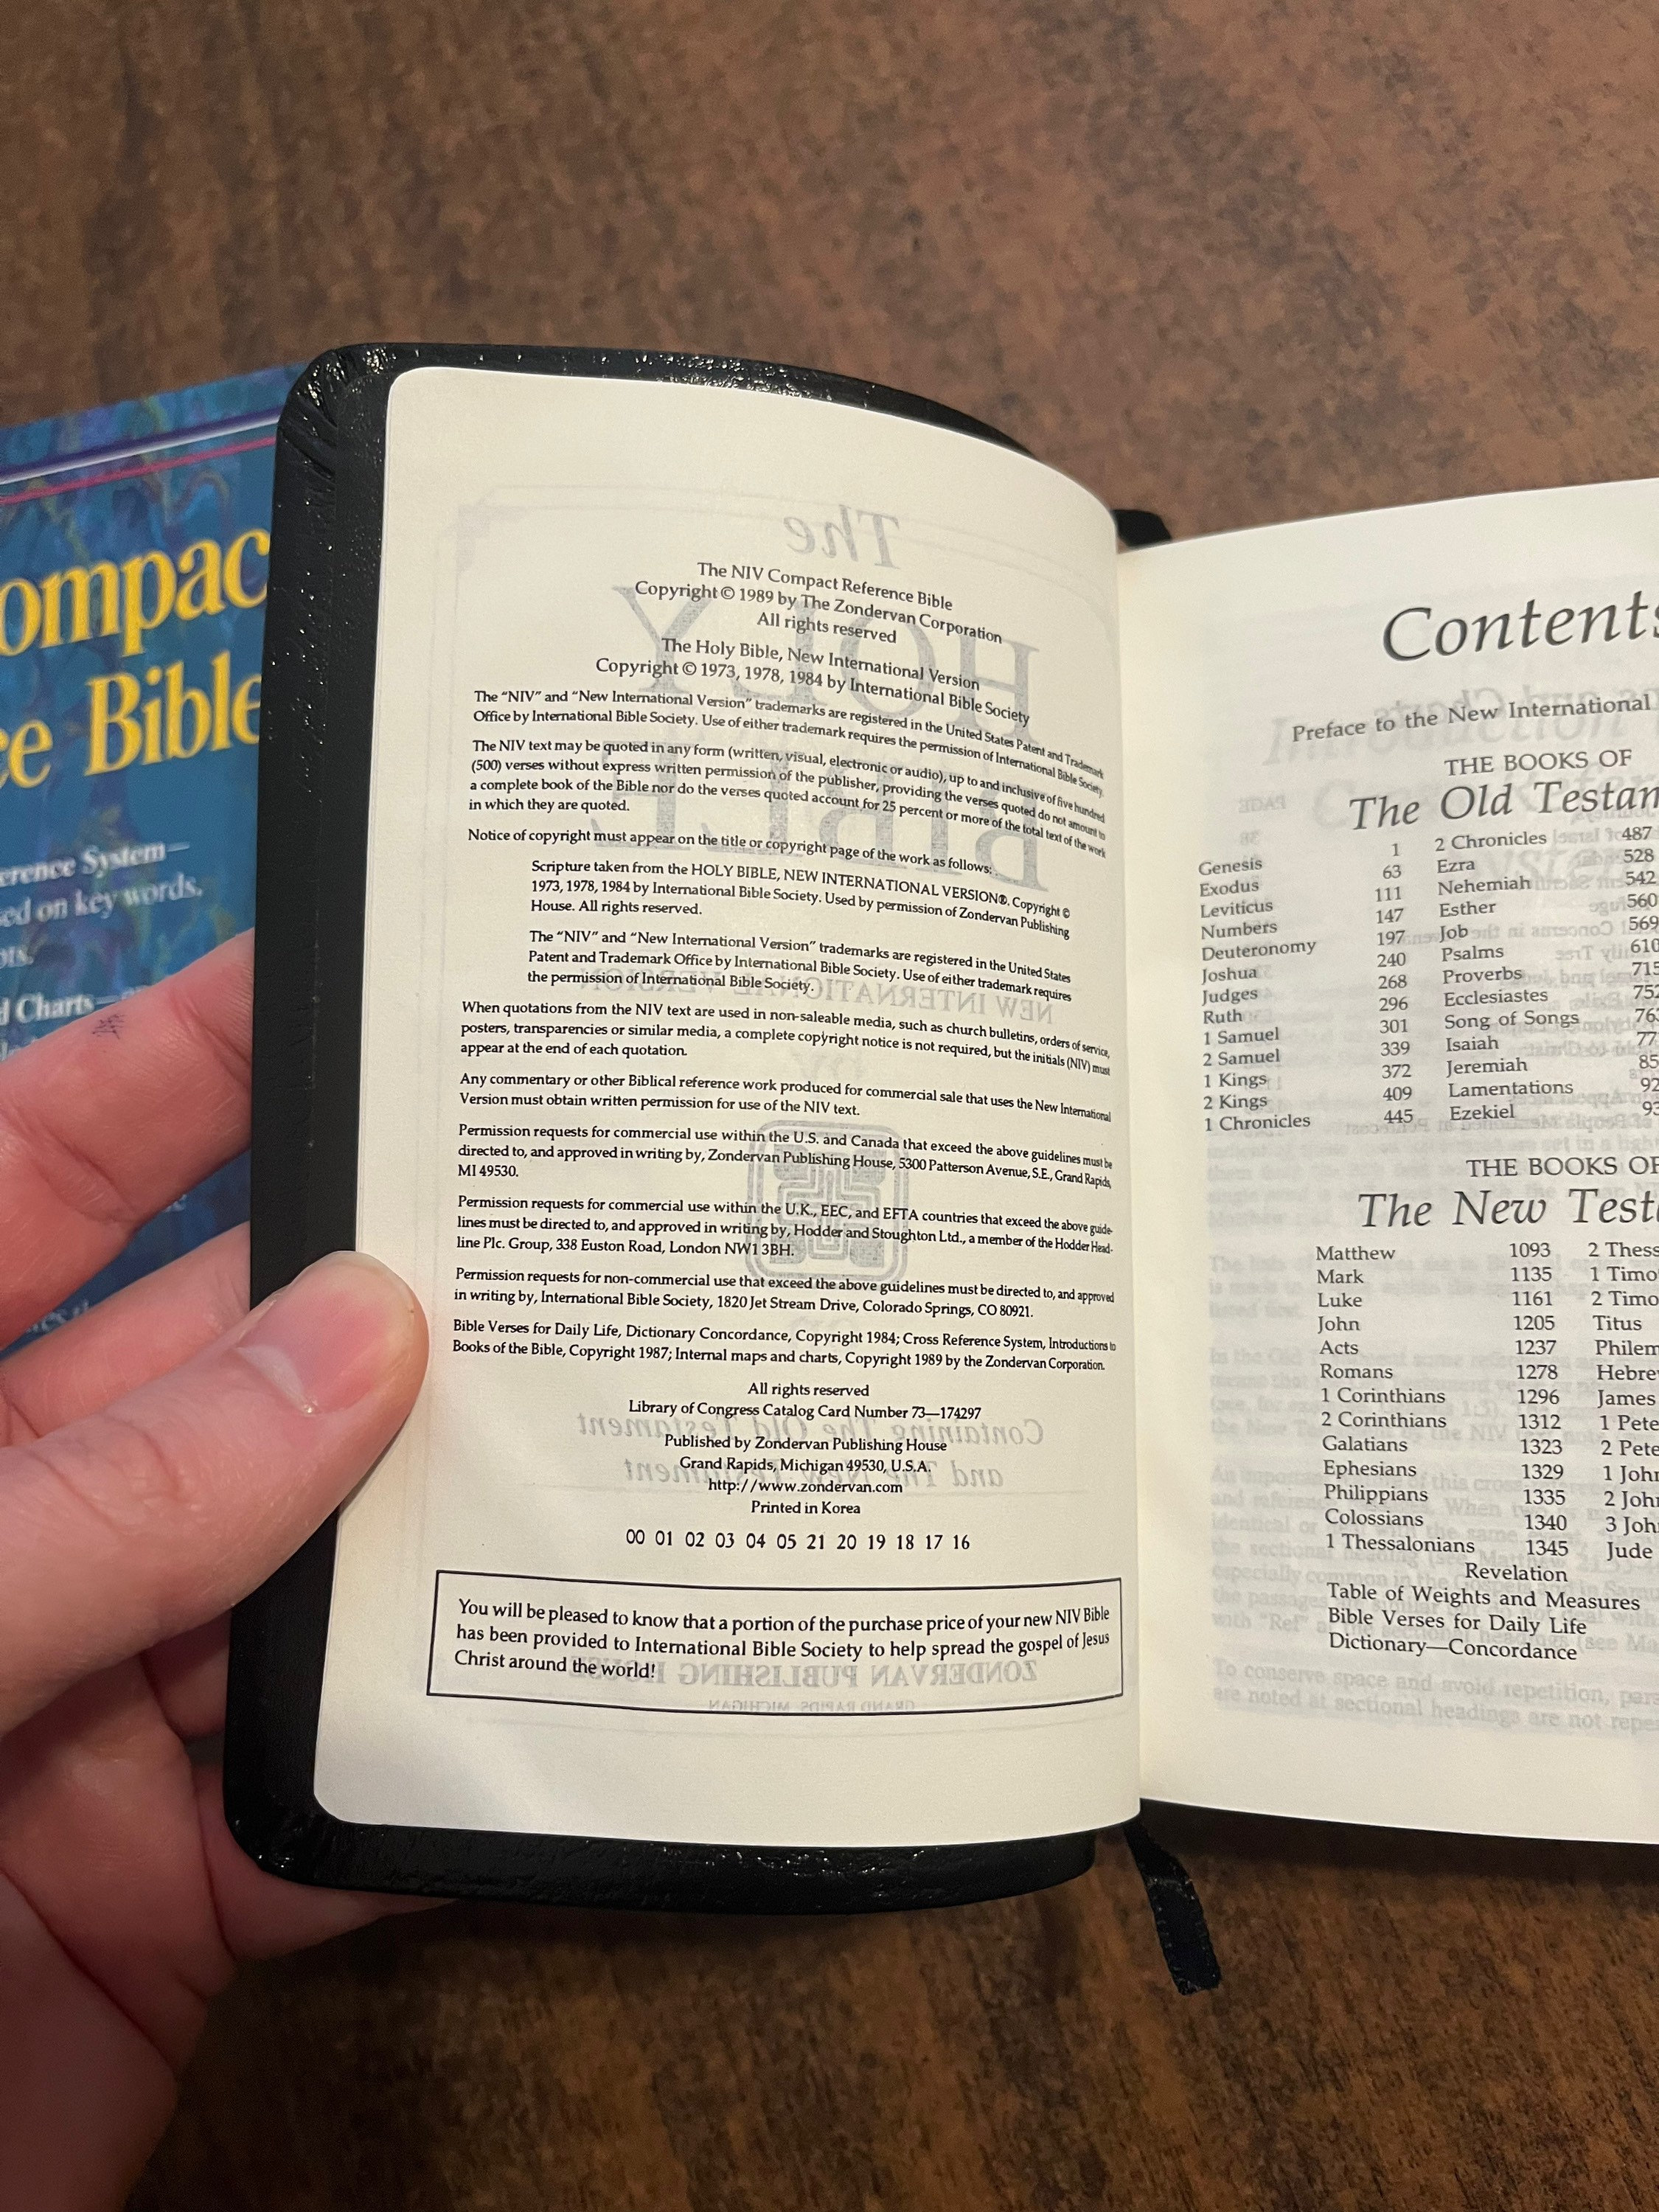 ompac
ce Bible
erence System—
sed on key words,
d Charts—
The NIV Compact Reference Bible
Copyright © 1989 by The Zondervan Corporation
All rights reserved
The Holy Bible, New International Version
Copyright © 1973, 1978, 1984 by International Bible Society
The “NIV” and “New International Version” trademarks are registered in the United States Patent and Trademark
Office by International Bible Society. Use of either trademark requires the permission of International Bible Society.
The NIV text may be quoted in any form (written, visual, electronic or audio), up to and inclusive of five hundred
(500) verses without express written permission of the publisher, providing the verses quoted do not amount to
a complete book of the Bible nor do the verses quoted account for 25 percent or more of the total text of the work
in which they are quoted.
Notice of copyright must appear on the title or copyright page of the work as follows:
Scripture taken from the HOLY BIBLE, NEW INTERNATIONAL VERSION®. Copyright ©
1973, 1978, 1984 by International Bible Society. Used by permission of Zondervan Publishing
House. All rights reserved.
The “NIV” and “New International Version” trademarks are registered in the United States
Patent and Trademark Office by International Bible Society. Use of either trademark requires
the permission of International Bible Society.
When quotations from the NIV text are used in non-saleable media, such as church bulletins, orders of service,
posters, transparencies or similar media, a complete copyright notice is not required, but the initials (NIV) must
appear at the end of each quotation.
Any commentary or other Biblical reference work produced for commercial sale that uses the New International
Version must obtain written permission for use of the NIV text.
Permission requests for commercial use within the U.S. and Canada that exceed the above guidelines must be
directed to, and approved in writing by, Zondervan Publishing House, 5300 Patterson Avenue, S.E., Grand Rapids,
MI 49530.
Permission requests for commercial use within the U.K., EEC, and EFTA countries that exceed the above guide-
lines must be directed to, and approved in writing by, Hodder and Stoughton Ltd., a member of the Hodder Head-
line Plc. Group, 338 Euston Road, London NW1 3BH.
Permission requests for non-commercial use that exceed the above guidelines must be directed to, and approved
in writing by, International Bible Society, 1820 Jet Stream Drive, Colorado Springs, CO 80921.
Bible Verses for Daily Life, Dictionary Concordance, Copyright 1984; Cross Reference System, Introductions to
Books of the Bible, Copyright 1987; Internal maps and charts, Copyright 1989 by the Zondervan Corporation.
All rights reserved
Library of Congress Catalog Card Number 73—174297
Published by Zondervan Publishing House
Grand Rapids, Michigan 49530, U.S.A.
http://www.zondervan.com
Printed in Korea
00 01 02 03 04 05 21 20 19 18 17 16
You will be pleased to know that a portion of the purchase price of your new NIV Bible
has been provided to International Bible Society to help spread the gospel of Jesus
Christ around the world!
Contents
Preface to the New International
THE BOOKS OF
The Old Testam
Genesis 1 2 Chronicles 487
Exodus 63 Ezra 528
Leviticus 111 Nehemiah 542
Numbers 147 Esther 560
Deuteronomy 197 Job 569
Joshua 240 Psalms 610
Judges 268 Proverbs 715
Ruth 296 Ecclesiastes 752
1 Samuel 301 Song of Songs 763
2 Samuel 339 Isaiah 77
1 Kings 372 Jeremiah 85
2 Kings 409 Lamentations 92
1 Chronicles 445 Ezekiel 93
THE BOOKS OF
The New Testa
Matthew 1093 2 Thess
Mark 1135 1 Timo
Luke 1161 2 Timo
John 1205 Titus
Acts 1237 Philem
Romans 1278 Hebre
1 Corinthians 1296 James
2 Corinthians 1312 1 Pete
Galatians 1323 2 Pete
Ephesians 1329 1 John
Philippians 1335 2 John
Colossians 1340 3 John
1 Thessalonians 1345 Jude
Revelation
Table of Weights and Measures
Bible Verses for Daily Life
Dictionary—Concordance